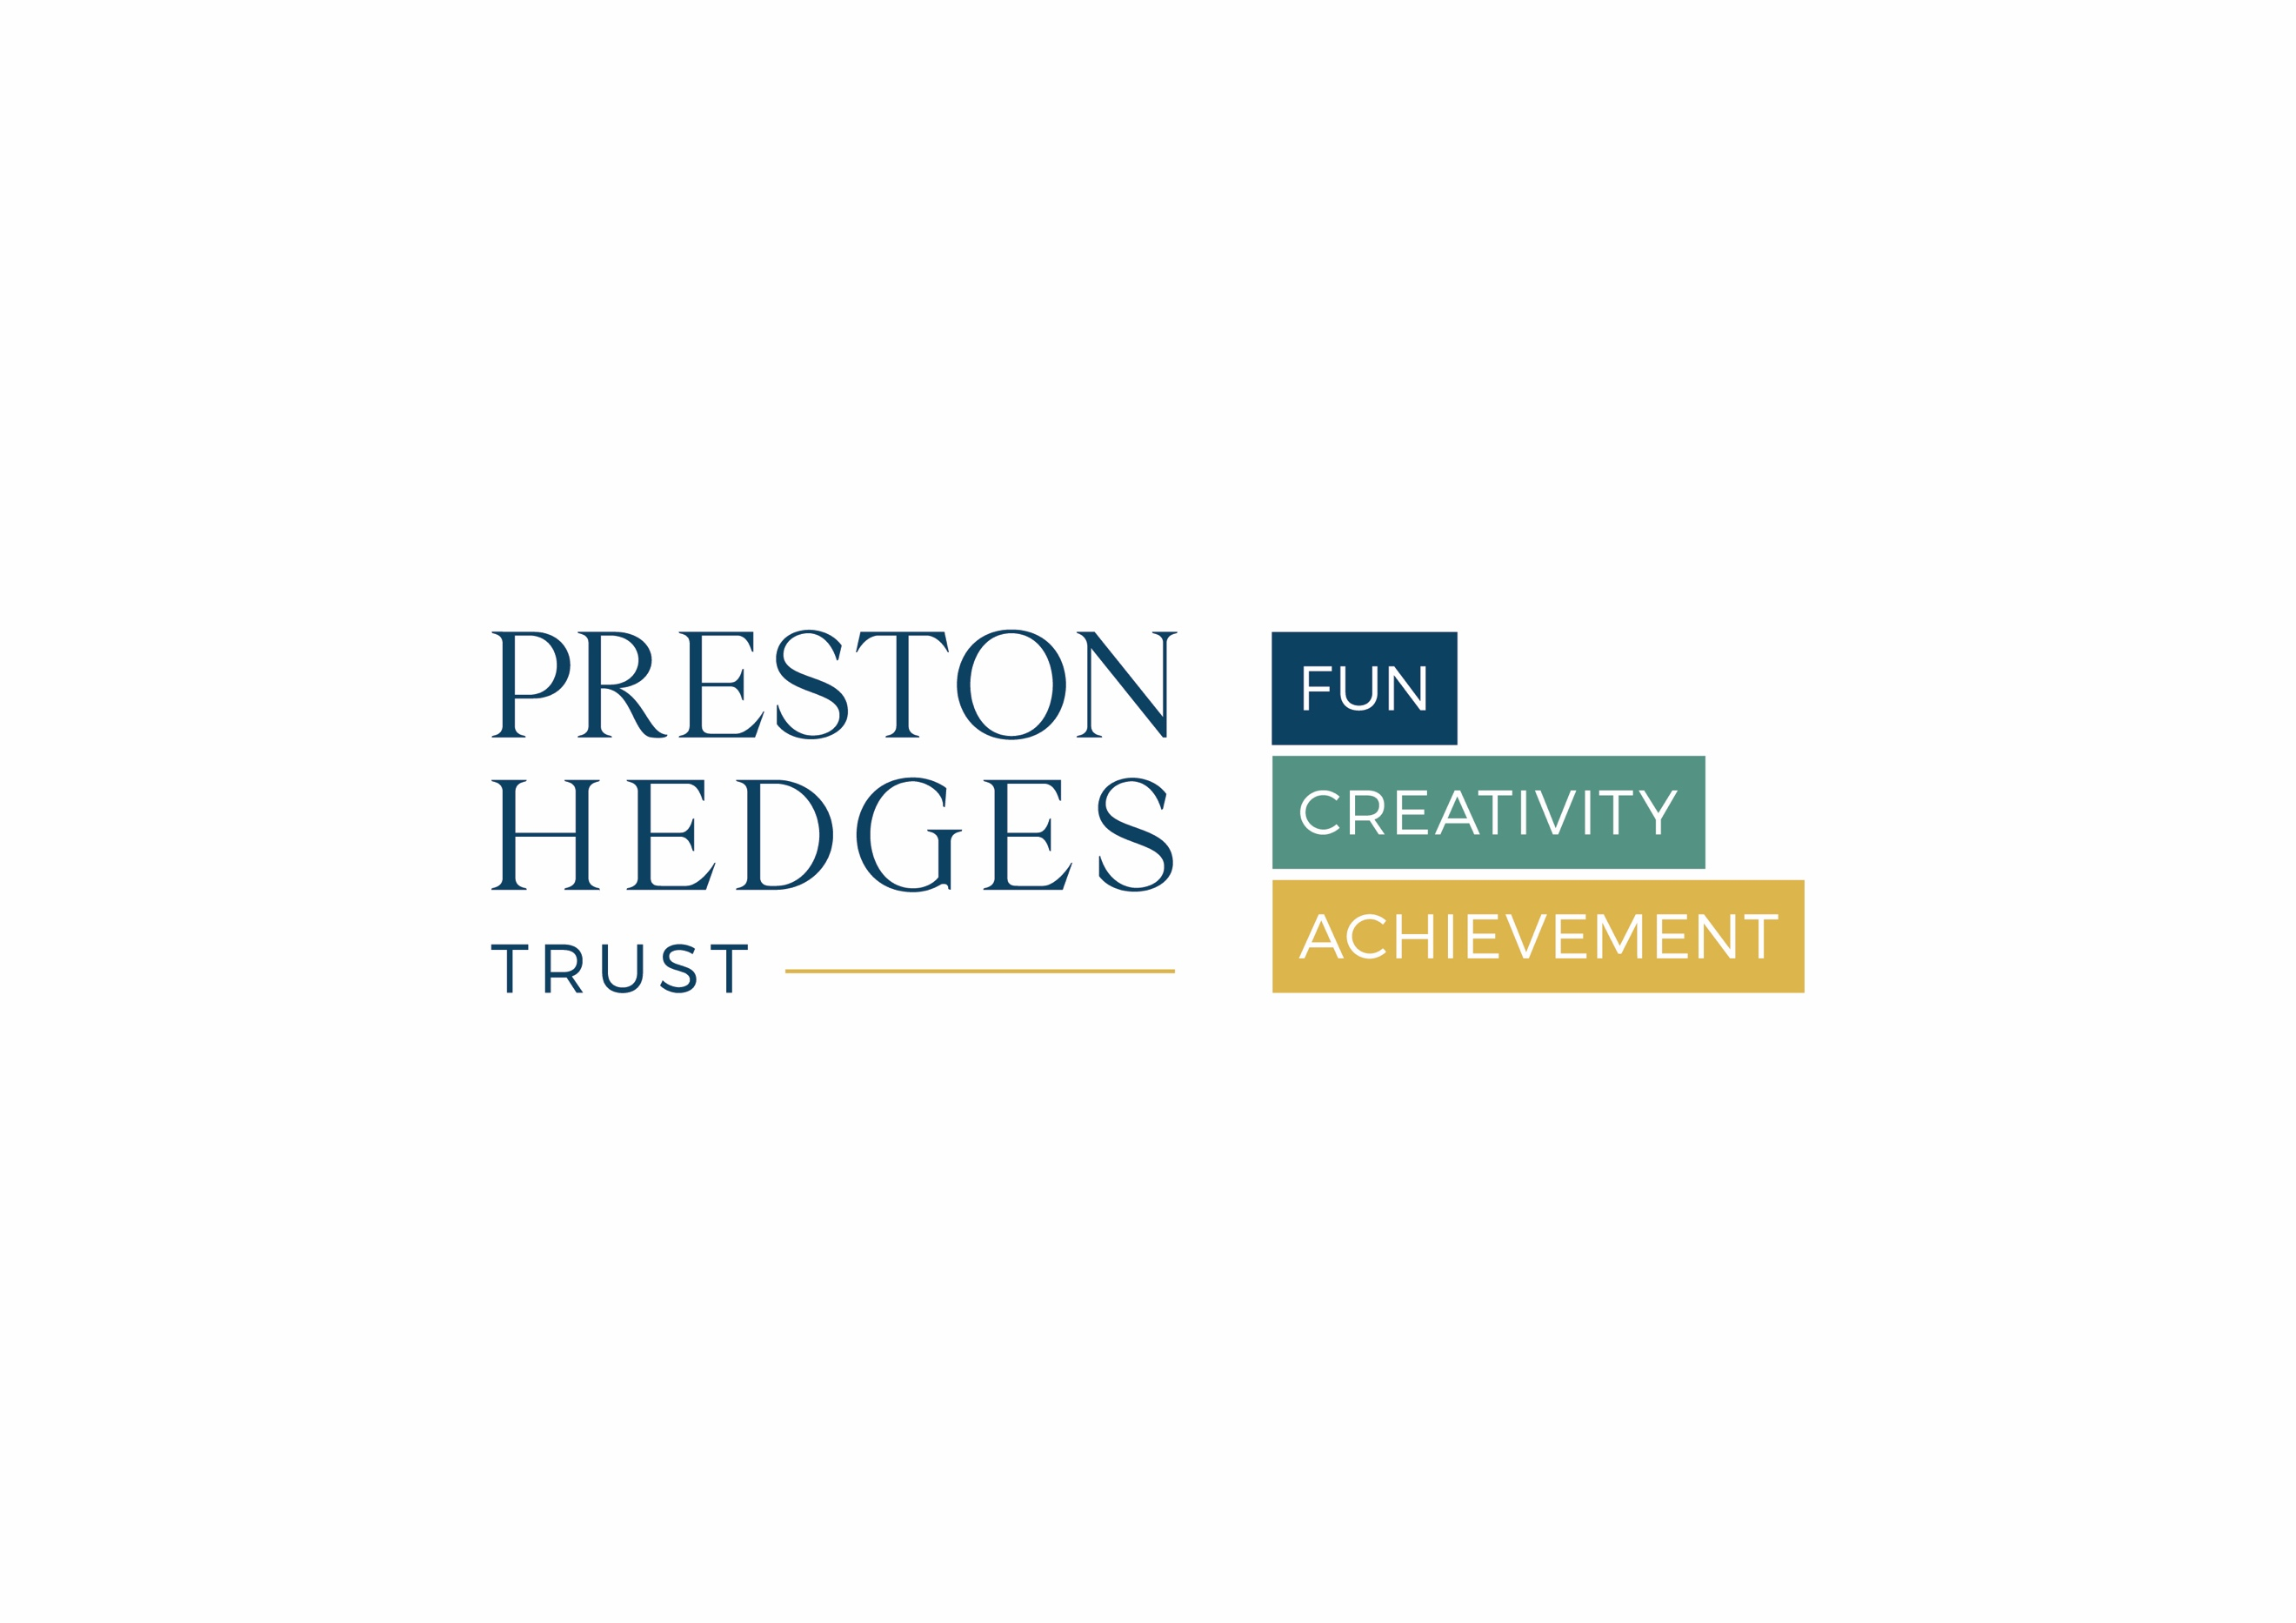 PRESTON
HEDGES
TRUST
FUN
CREATIVITY
ACHIEVEMENT